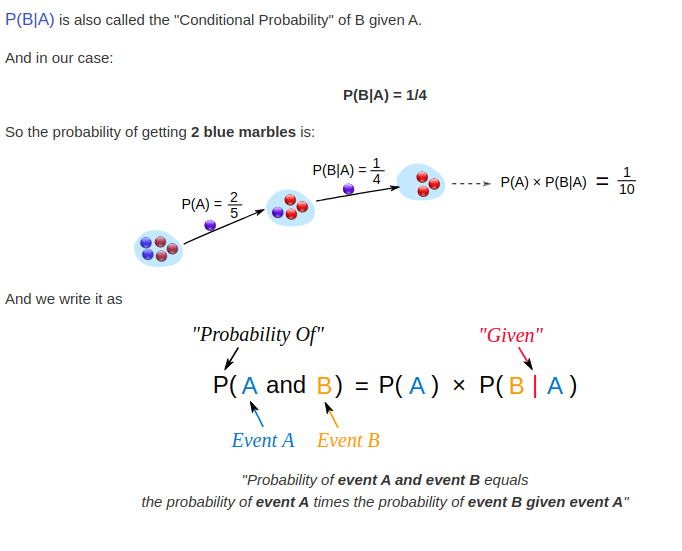 P(B|A) is also called the "Conditional Probability" of B given A.
And in our case:
P(B|A) = 1/4
So the probability of getting 2 blue marbles is:
P(A) = 2/5
P(B|A) = 1/4
P(A) × P(B|A) = 1/10
And we write it as
"Probability Of"
"Given"
P( A and B ) = P( A ) × P( B | A )
Event A
Event B
"Probability of event A and event B equals
the probability of event A times the probability of event B given event A"